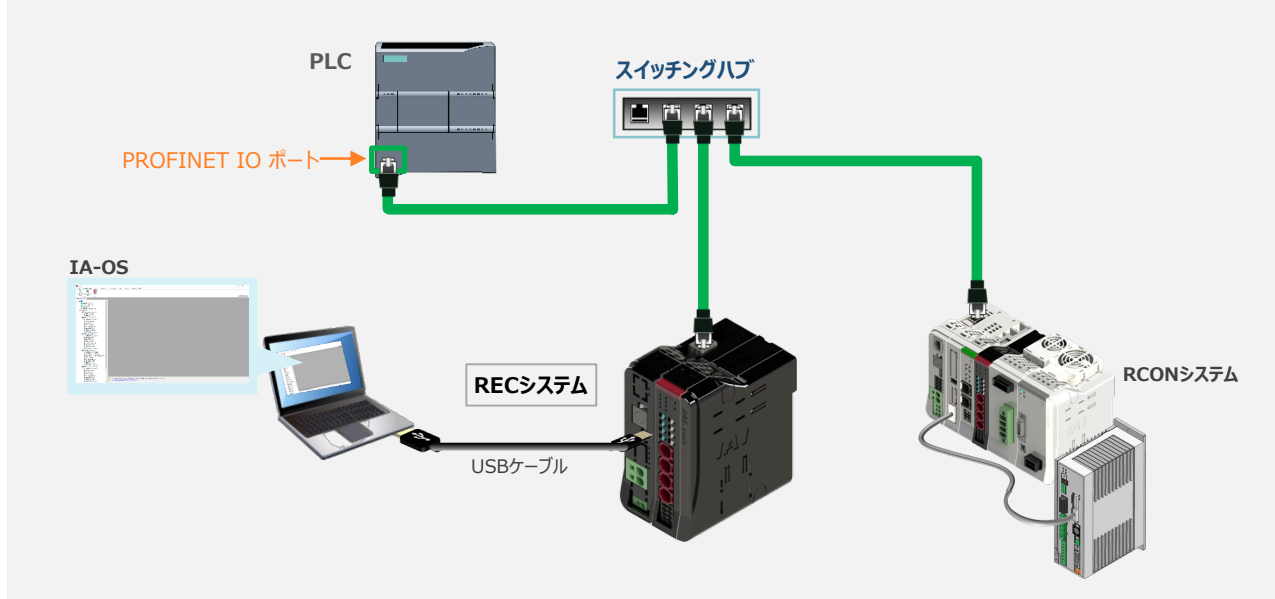 PLC
スイッチングハブ
PROFINET IO ポート
IA-OS
RECシステム
RCONシステム
USBケーブル
IAI